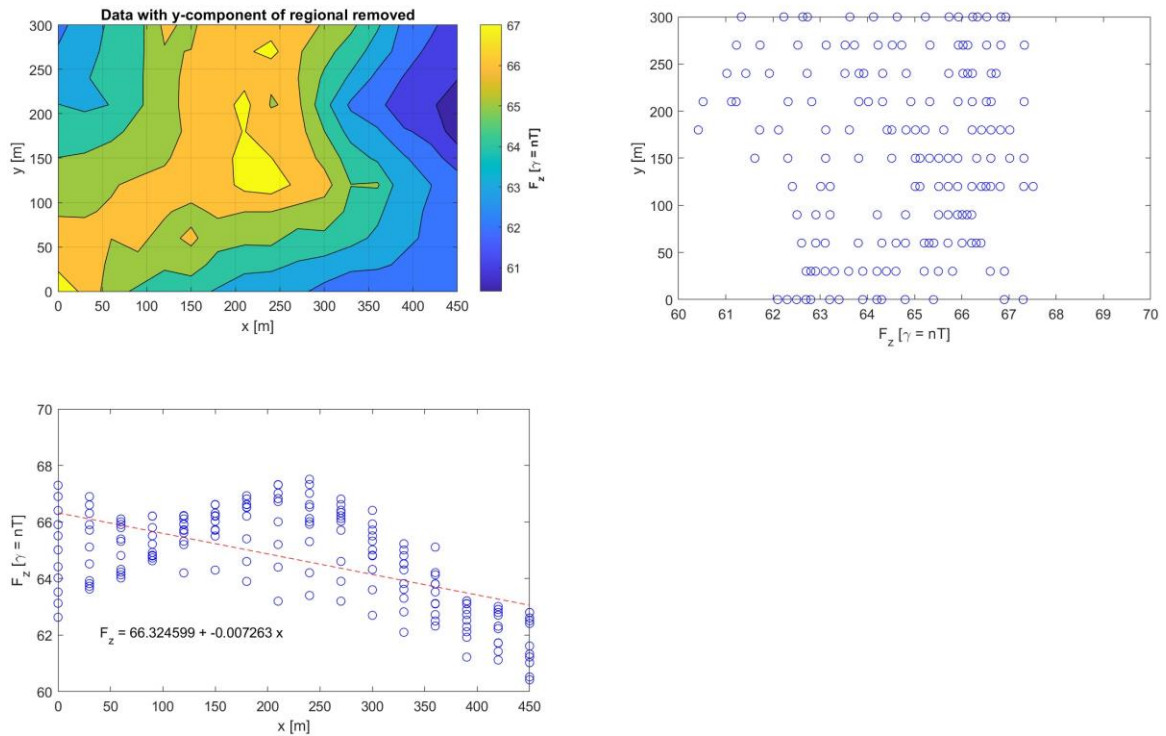 Data with y-component of regional removed
300
250
200
150
100
50
0
y [m]
0 50 100 150 200 250 300 350 400 450
x [m]
67
66
65
64
63
62
61
F_z [γ = nT]
300
250
200
150
100
50
0
y [m]
60 61 62 63 64 65 66 67 68 69 70
F_z [γ = nT]
70
68
66
64
62
60
F_z [γ = nT]
F_z = 66.324599 + -0.007263 x
0 50 100 150 200 250 300 350 400 450
x [m]